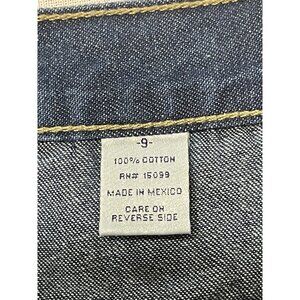 -9-
100% COTTON
RN# 15099
MADE IN MEXICO
CARE ON
REVERSE SIDE